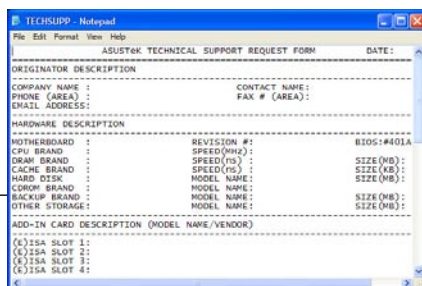 TECHSUPP - Notepad
File Edit Format View Help
ASUSTeK TECHNICAL SUPPORT REQUEST FORM DATE:
ORIGINATOR DESCRIPTION
COMPANY NAME : CONTACT NAME:
PHONE (AREA) : FAX # (AREA):
EMAIL ADDRESS:
HARDWARE DESCRIPTION
MOTHERBOARD : REVISION #: BIOS:#401A
CPU BRAND : SPEED(MHz):
DRAM BRAND : SPEED(ns) : SIZE(MB):
CACHE BRAND : SPEED(ns) : SIZE(KB):
HARD DISK : MODEL NAME: SIZE(MB):
CDROM BRAND : MODEL NAME:
BACKUP BRAND : MODEL NAME: SIZE(MB):
OTHER STORAGE: MODEL NAME: SIZE(MB):
ADD-IN CARD DESCRIPTION (MODEL NAME/VENDOR)
(E)ISA SLOT 1:
(E)ISA SLOT 2:
(E)ISA SLOT 3:
(E)ISA SLOT 4: